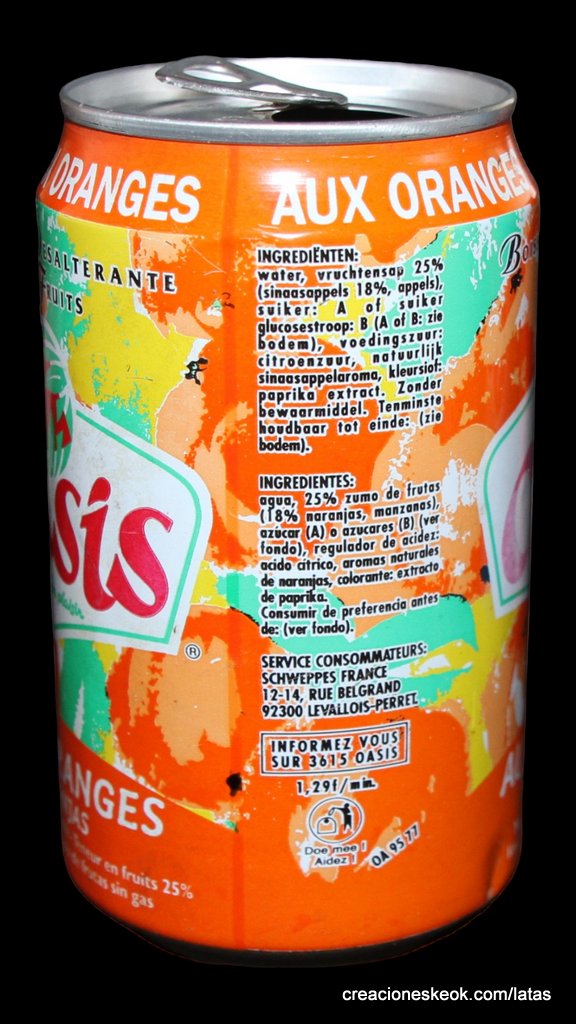 ORANGES
AUX ORANGES
ESALTERANTE
FRUITS
INGREDIËNTEN:
water, vruchtensap 25%
(sinaasappels 18%, appels),
suiker: A of suiker
glucosestroop: B (A of B: zie
bodem), voedingszuur:
citroenzuur, natuurlijk
sinaasappelaroma, kleurstof:
paprika extract. Zonder
bewaarmiddel. Tenminste
houdbaar tot einde: (zie
bodem).
INGREDIENTES:
agua, 25% zumo de frutas
(18% naranjas, manzanas),
azúcar (A) o azúcares (B) (ver
fondo), regulador de acidez:
acido cítrico, aromas naturales
de naranjas, colorante: extracto
de paprika.
Consumir de preferencia antes
de: (ver fondo).
sis
®
SERVICE CONSOMMATEURS:
SCHWEPPES FRANCE
12-14, RUE BELGRAND
92300 LEVALLOIS-PERRET.
INFORMEZ VOUS
SUR 3615 OASIS
1,29f/min.
Doe mee !
Aidez !
OA 95 77
ANGES
en fruits 25%
sin gas
creacioneskeok.com/latas